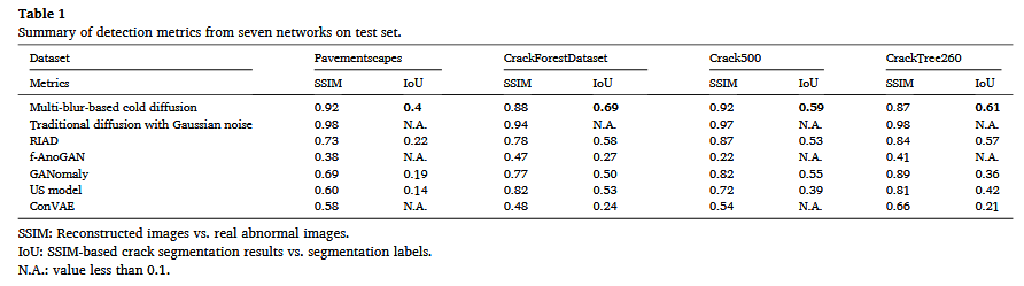 Table 1
Summary of detection metrics from seven networks on test set.
Dataset Pavementscapes CrackForestDataset Crack500 CrackTree260
Metrics SSIM IoU SSIM IoU SSIM IoU SSIM IoU
Multi-blur-based cold diffusion 0.92 0.4 0.88 0.69 0.92 0.59 0.87 0.61
Traditional diffusion with Gaussian noise 0.98 N.A. 0.94 N.A. 0.97 N.A. 0.98 N.A.
RIAD 0.73 0.22 0.78 0.58 0.87 0.53 0.84 0.57
f-AnoGAN 0.38 N.A. 0.47 0.27 0.22 N.A. 0.41 N.A.
GANomaly 0.69 0.19 0.77 0.50 0.82 0.55 0.89 0.36
US model 0.60 0.14 0.82 0.53 0.72 0.39 0.81 0.42
ConVAE 0.58 N.A. 0.48 0.24 0.54 N.A. 0.66 0.21
SSIM: Reconstructed images vs. real abnormal images.
IoU: SSIM-based crack segmentation results vs. segmentation labels.
N.A.: value less than 0.1.